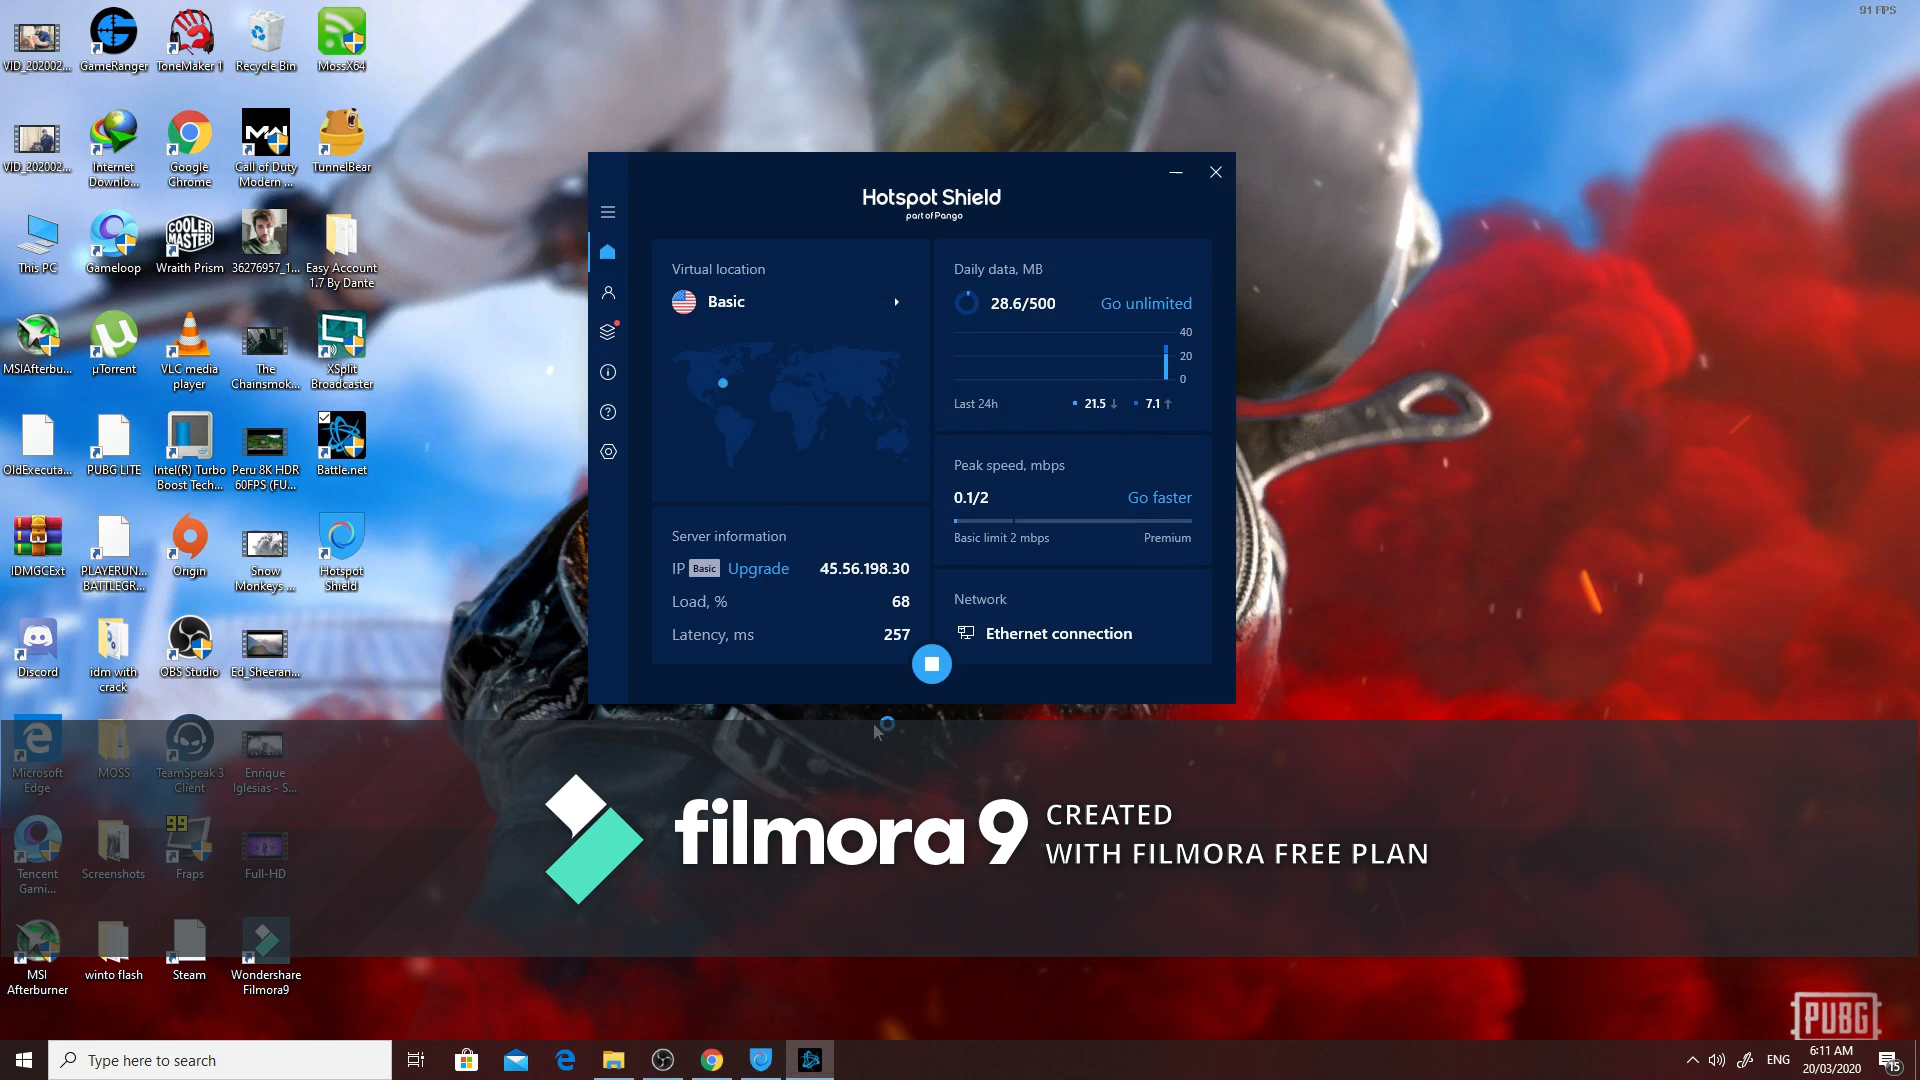 91 FPS
VID_202002...
GameRanger
ToneMaker 1
Recycle Bin
MossX64
VID_202002...
Internet
Downlo...
Google
Chrome
Call of Duty
Modern ...
TunnelBear
This PC
Gameloop
COOLER
MASTER
Wraith Prism
36276957_1...
Easy Account
1.7 By Dante
MSIAfterbu...
µTorrent
VLC media
player
The
Chainsmok...
XSplit
Broadcaster
OldExecuta...
PUBG LITE
Intel(R) Turbo
Boost Tech...
Peru 8K HDR
60FPS (FU...
Battle.net
IDMGCExt
PLAYERUN...
BATTLEGR...
Origin
Snow
Monkeys ...
Hotspot
Shield
Discord
idm with
crack
OBS Studio
Ed_Sheeran...
Microsoft
Edge
MOSS
TeamSpeak 3
Client
Enrique
Iglesias - S...
Tencent
Gami...
Screenshots
99
Fraps
Full-HD
MSI
Afterburner
winto flash
Steam
Wondershare
Filmora9
Hotspot Shield
part of Pango
Virtual location
Basic
Daily data, MB
28.6/500
Go unlimited
40
20
0
Last 24h
21.5
7.1
Peak speed, mbps
0.1/2
Go faster
Basic limit 2 mbps
Premium
Server information
IP Basic Upgrade 45.56.198.30
Load, % 68
Latency, ms 257
Network
Ethernet connection
filmora9
CREATED
WITH FILMORA FREE PLAN
PUBG
Type here to search
ENG
6:11 AM
20/03/2020
15